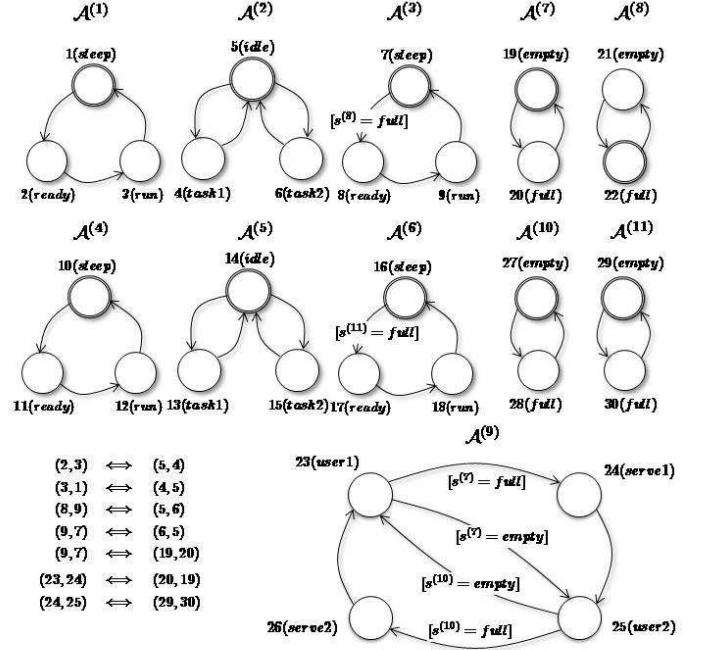 𝒜(1) 𝒜(2) 𝒜(3) 𝒜(7) 𝒜(8)
1(sleep) 5(idle) 7(sleep) 19(empty) 21(empty)
[s(8) = full]
2(ready) 3(run) 4(task1) 6(task2) 8(ready) 9(run) 20(full) 22(full)
𝒜(4) 𝒜(5) 𝒜(6) 𝒜(10) 𝒜(11)
10(sleep) 14(idle) 16(sleep) 27(empty) 29(empty)
[s(11) = full]
11(ready) 12(run) 13(task1) 15(task2) 17(ready) 18(run) 28(full) 30(full)
(2,3) ⟺ (5,4)
(3,1) ⟺ (4,5)
(8,9) ⟺ (5,6)
(9,7) ⟺ (6,5)
(9,7) ⟺ (19,20)
(23,24) ⟺ (20,19)
(24,25) ⟺ (29,30)
𝒜(9)
23(user1) 24(serve1)
[s(7) = full]
[s(7) = empty]
[s(10) = empty]
26(serve2) [s(10) = full] 25(user2)